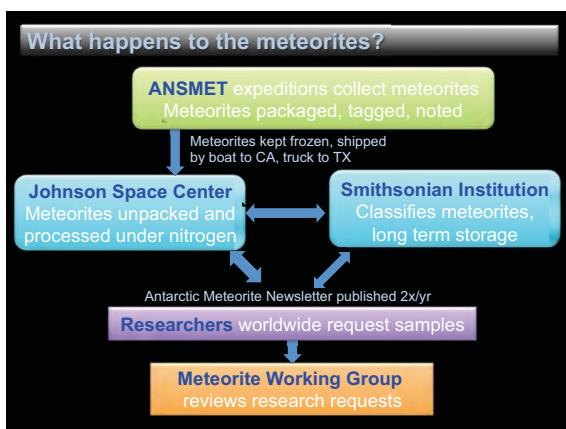 What happens to the meteorites?
ANSMET expeditions collect meteorites
Meteorites packaged, tagged, noted
Meteorites kept frozen, shipped
by boat to CA, truck to TX
Johnson Space Center
Meteorites unpacked and
processed under nitrogen
Smithsonian Institution
Classifies meteorites,
long term storage
Antarctic Meteorite Newsletter published 2x/yr
Researchers worldwide request samples
Meteorite Working Group
reviews research requests